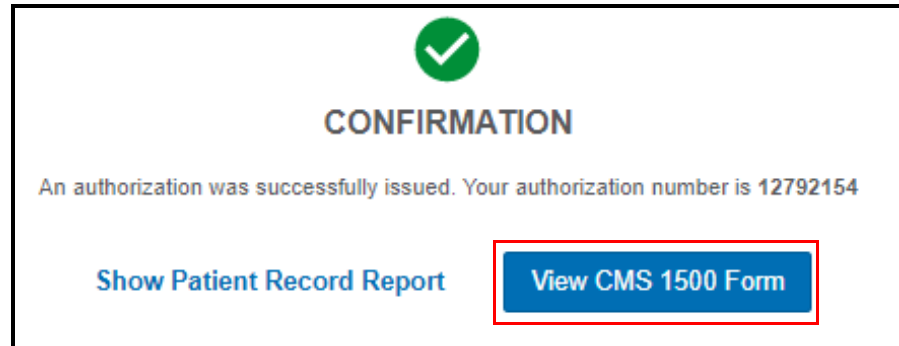 CONFIRMATION
An authorization was successfully issued. Your authorization number is 12792154
Show Patient Record Report
View CMS 1500 Form